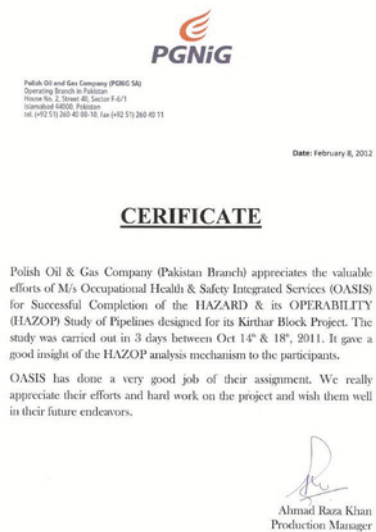 PGNiG
Polish Oil and Gas Company (PGNiG SA)
Operating Branch in Pakistan
House No. 2, Street 40, Sector F-6/1
Islamabad 44000, Pakistan
tel. (+92 51) 260 40 08-10, fax (+92 51) 260 40 11
Date: February 8, 2012
CERIFICATE
Polish Oil & Gas Company (Pakistan Branch) appreciates the valuable
efforts of M/s Occupational Health & Safety Integrated Services (OASIS)
for Successful Completion of the HAZARD & its OPERABILITY
(HAZOP) Study of Pipelines designed for its Kirthar Block Project. The
study was carried out in 3 days between Oct 14th & 18th, 2011. It gave a
good insight of the HAZOP analysis mechanism to the participants.
OASIS has done a very good job of their assignment. We really
appreciate their efforts and hard work on the project and wish them well
in their future endeavors.
Ahmad Raza Khan
Production Manager